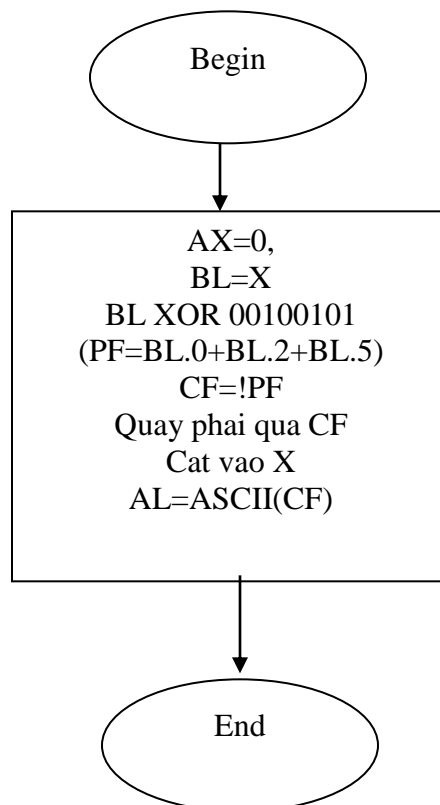 Begin
AX=0,
BL=X
BL XOR 00100101
(PF=BL.0+BL.2+BL.5)
CF=!PF
Quay phai qua CF
Cat vao X
AL=ASCII(CF)
End